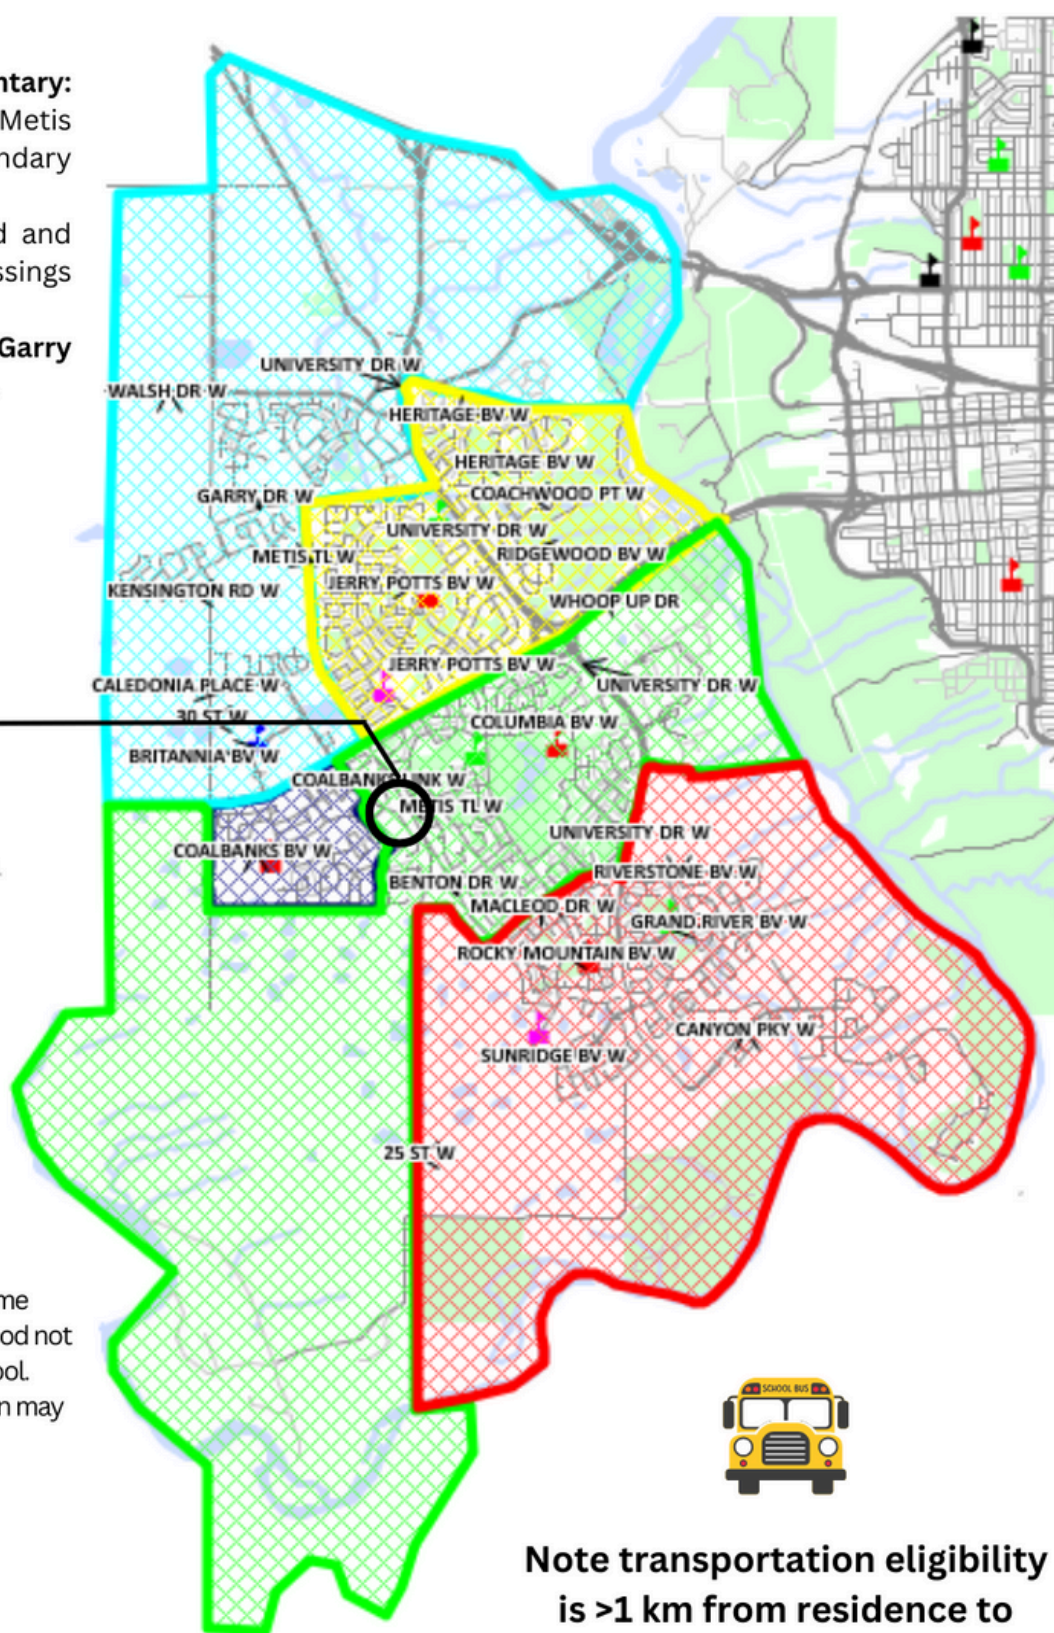 ntary:
Metis
ndary
d and
ssings
Garry
UNIVERSITY DR W
WALSH DR W
HERITAGE BV W
HERITAGE BV W
COACHWOOD PT W
GARRY DR W
UNIVERSITY DR W
METIS TL W
RIDGEWOOD BV W
JERRY POTTS BV W
KENSINGTON RD W
WHOOP UP DR
JERRY POTTS BV W
CALEDONIA PLACE W
UNIVERSITY DR W
30 ST W
COLUMBIA BV W
BRITANNIA BV W
COALBANKS LINK W
METIS TL W
UNIVERSITY DR W
COALBANKS BV W
RIVERSTONE BV W
BENTON DR W
MACLEOD DR W
GRAND RIVER BV W
ROCKY MOUNTAIN BV W
CANYON PKY W
SUNRIDGE BV W
25 ST W
me
od not
ool.
n may
SCHOOL BUS
Note transportation eligibility
is >1 km from residence to